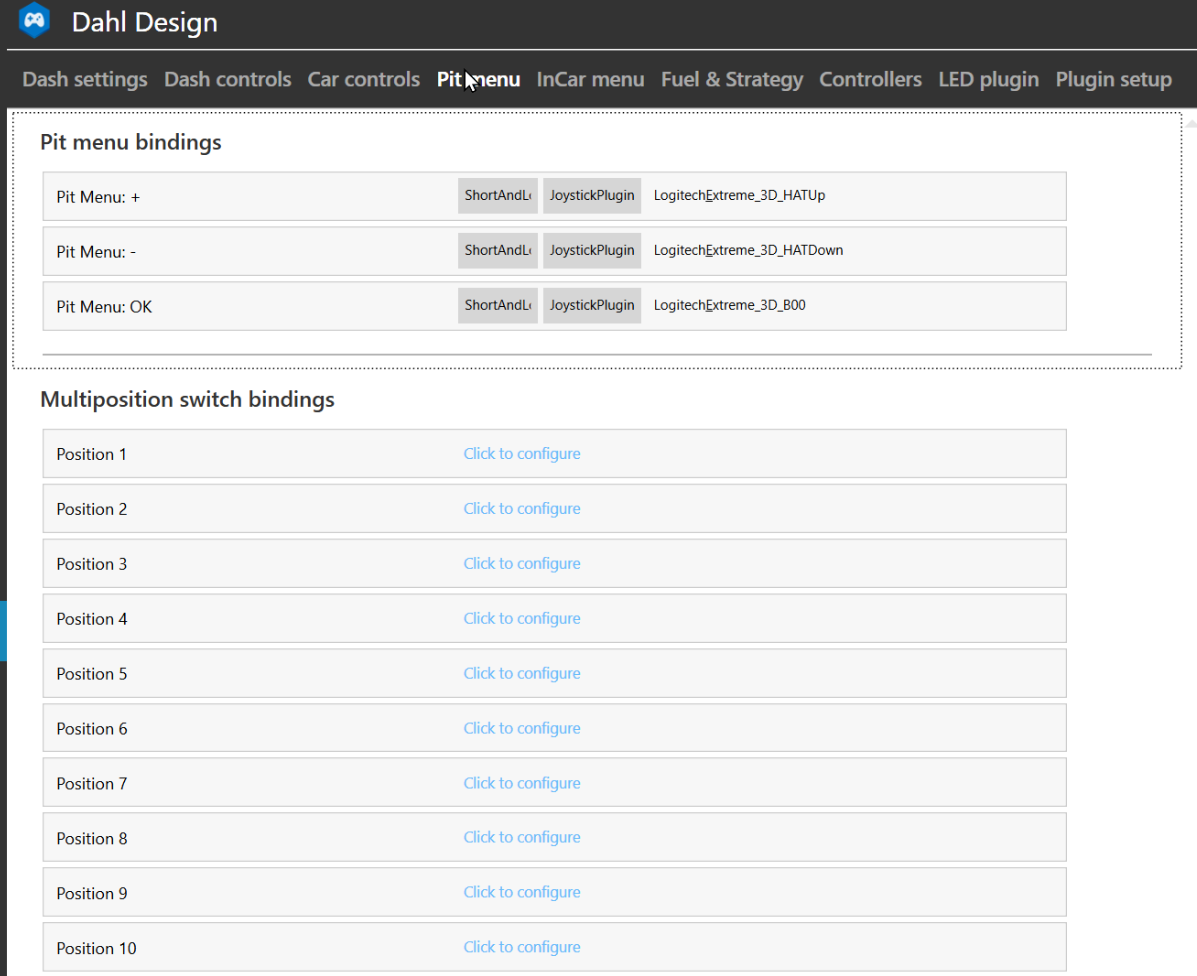 Dahl Design
Dash settings Dash controls Car controls Pit menu InCar menu Fuel & Strategy Controllers LED plugin Plugin setup
Pit menu bindings
Pit Menu: + ShortAndLo JoystickPlugin LogitechExtreme_3D_HATUp
Pit Menu: - ShortAndLo JoystickPlugin LogitechExtreme_3D_HATDown
Pit Menu: OK ShortAndLo JoystickPlugin LogitechExtreme_3D_B00
Multiposition switch bindings
Position 1 Click to configure
Position 2 Click to configure
Position 3 Click to configure
Position 4 Click to configure
Position 5 Click to configure
Position 6 Click to configure
Position 7 Click to configure
Position 8 Click to configure
Position 9 Click to configure
Position 10 Click to configure